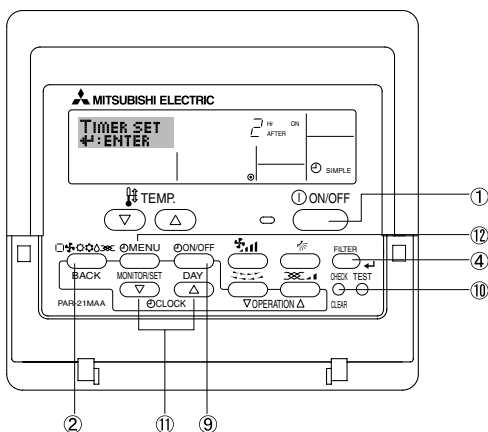 MITSUBISHI ELECTRIC
TIMER SET
↵:ENTER
2 Hr ON
AFTER
SIMPLE
TEMP.
ON/OFF
①
▽ △
⑫
MENU ON/OFF FILTER
④
BACK MONITOR/SET DAY CHECK TEST
▽ △
⑩
PAR-21MAA CLOCK ▽ OPERATION △ CLEAR
② ⑪ ⑨